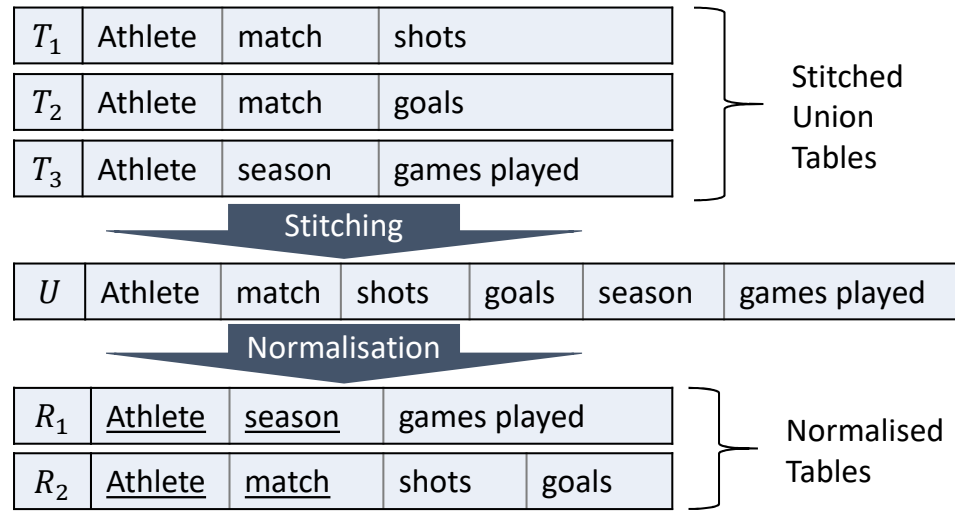 T1 Athlete match shots
T2 Athlete match goals
T3 Athlete season games played
Stitched
Union
Tables
Stitching
U Athlete match shots goals season games played
Normalisation
R1 Athlete season games played
R2 Athlete match shots goals
Normalised
Tables